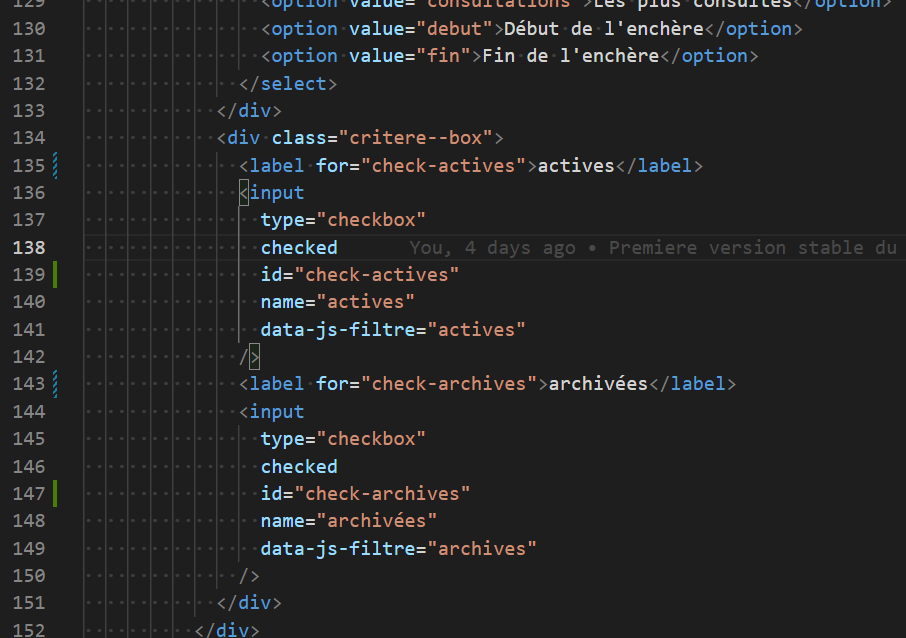 129 <option value="consultations">Les plus consultés</option>
130 <option value="debut">Début de l'enchère</option>
131 <option value="fin">Fin de l'enchère</option>
132 </select>
133 </div>
134 <div class="critere--box">
135 <label for="check-actives">actives</label>
136 <input
137 type="checkbox"
138 checked You, 4 days ago • Premiere version stable du
139 id="check-actives"
140 name="actives"
141 data-js-filtre="actives"
142 />
143 <label for="check-archives">archivées</label>
144 <input
145 type="checkbox"
146 checked
147 id="check-archives"
148 name="archivées"
149 data-js-filtre="archives"
150 />
151 </div>
152 </div>